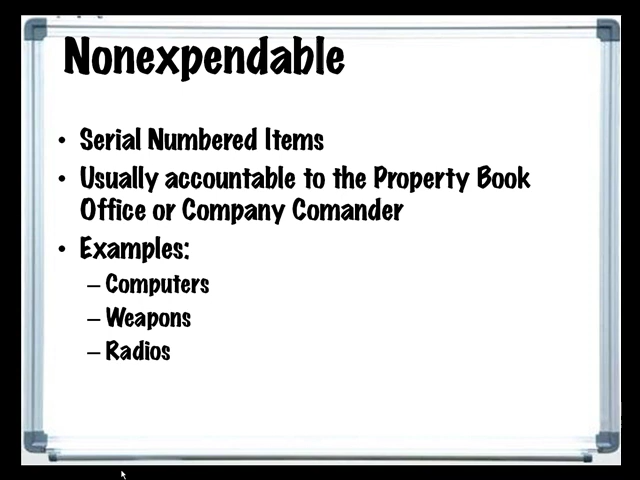 Nonexpendable
• Serial Numbered Items
• Usually accountable to the Property Book
Office or Company Comander
• Examples:
– Computers
– Weapons
– Radios